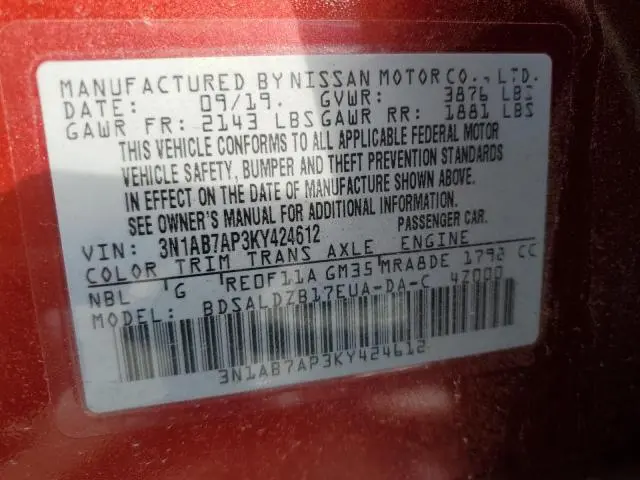 MANUFACTURED BY NISSAN MOTOR CO., LTD.
DATE: 09/19. GVWR: 3876 LBS
GAWR FR: 2143 LBS GAWR RR: 1881 LBS
THIS VEHICLE CONFORMS TO ALL APPLICABLE FEDERAL MOTOR
VEHICLE SAFETY, BUMPER AND THEFT PREVENTION STANDARDS
IN EFFECT ON THE DATE OF MANUFACTURE SHOWN ABOVE.
SEE OWNER'S MANUAL FOR ADDITIONAL INFORMATION.
VIN: 3N1AB7AP3KY424612 PASSENGER CAR.
COLOR TRIM TRANS AXLE ENGINE
NBL G RE0F11A GM35 MRA8DE 1798 CC
MODEL: BDSALDZB17EUA-DA-C 4Z000
3N1AB7AP3KY424612